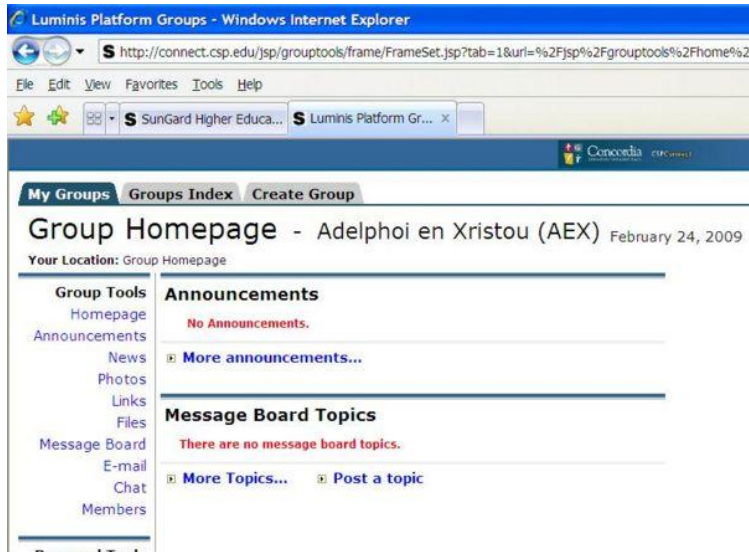 Luminis Platform Groups - Windows Internet Explorer
S http://connect.csp.edu/jsp/grouptools/frame/FrameSet.jsp?tab=1&url=%2Fjsp%2Fgrouptools%2Fhome%2
File Edit View Favorites Tools Help
S SunGard Higher Educa... S Luminis Platform Gr... x
Concordia
My Groups Groups Index Create Group
Group Homepage - Adelphoi en Xristou (AEX) February 24, 2009
Your Location: Group Homepage
Group Tools
Homepage
Announcements
News
Photos
Links
Files
Message Board
E-mail
Chat
Members
Announcements
No Announcements.
More announcements...
Message Board Topics
There are no message board topics.
More Topics... Post a topic